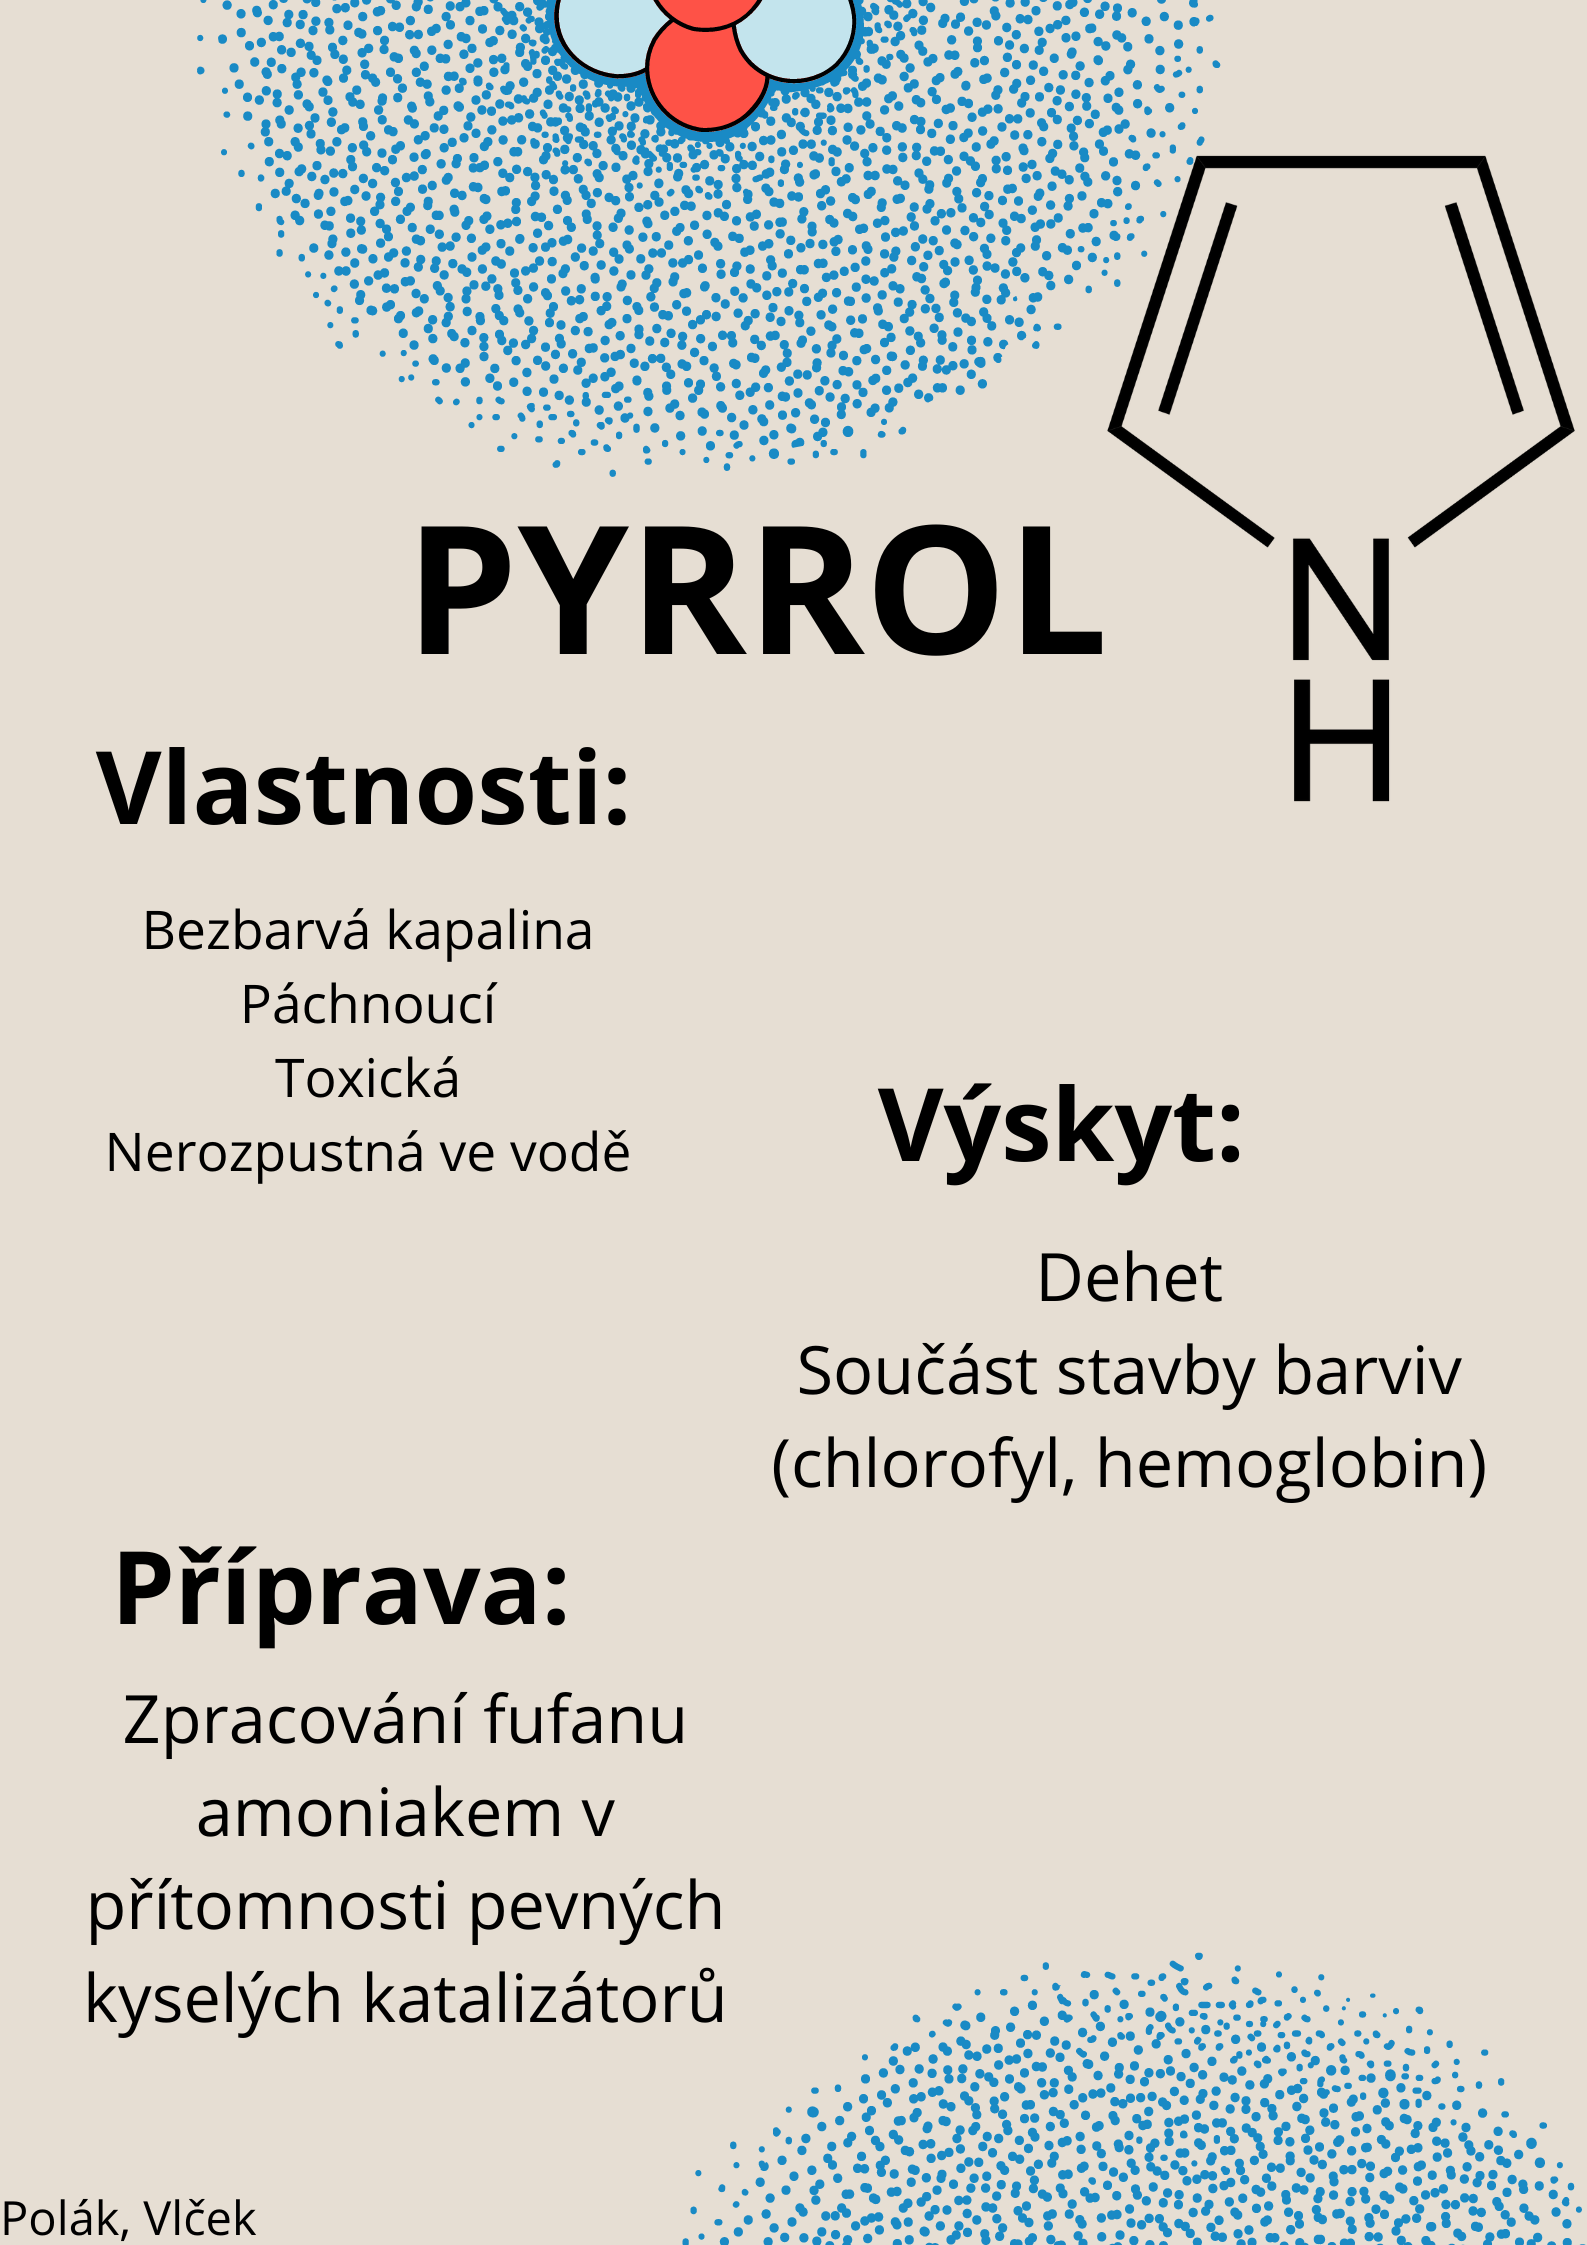 PYRROL
N
H
Vlastnosti:
Bezbarvá kapalina
Páchnoucí
Toxická
Nerozpustná ve vodě
Výskyt:
Dehet
Součást stavby barviv
(chlorofyl, hemoglobin)
Příprava:
Zpracování fufanu
amoniakem v
přítomnosti pevných
kyselých katalizátorů
Polák, Vlček